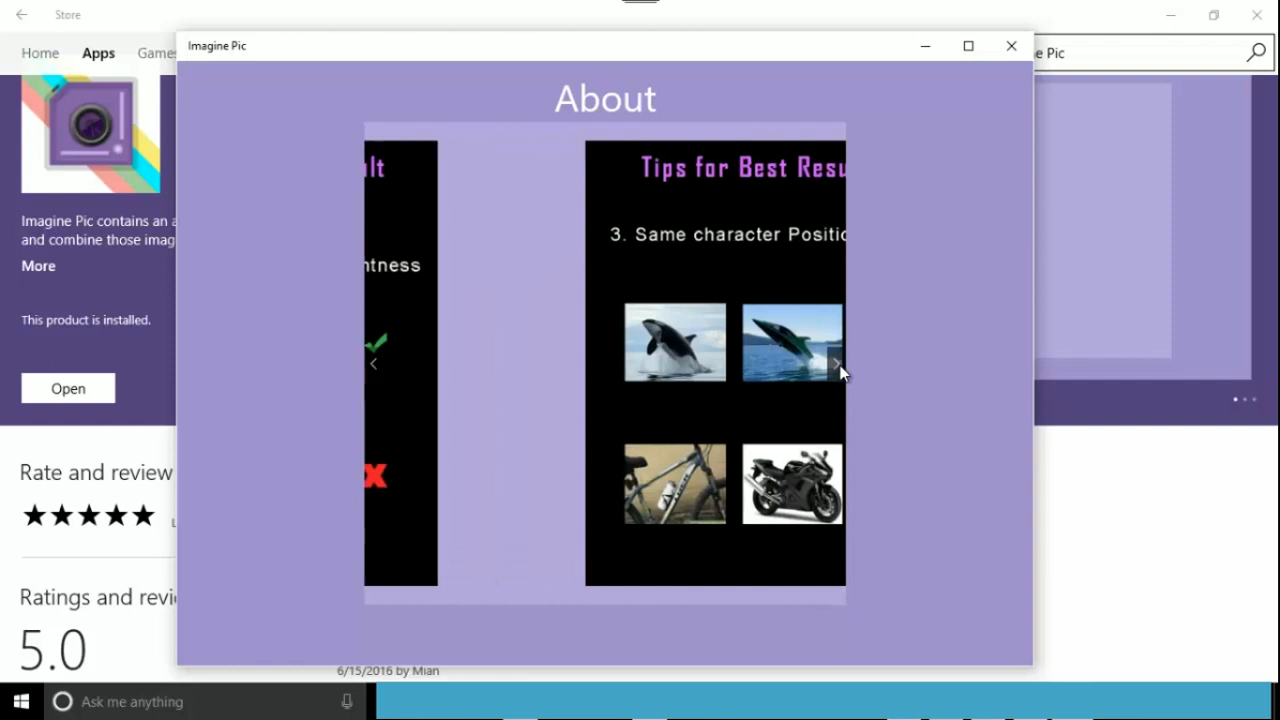 Store
Imagine Pic
Home
Apps
Games
e Pic
About
Imagine Pic contains an a
and combine those imag
More
This product is installed.
Open
ult
ntness
Tips for Best Resu
3. Same character Positio
Rate and review
Ratings and revi
5.0
6/15/2016 by Mian
Ask me anything